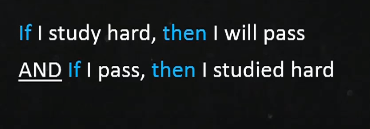 If I study hard, then I will pass
AND If I pass, then I studied hard